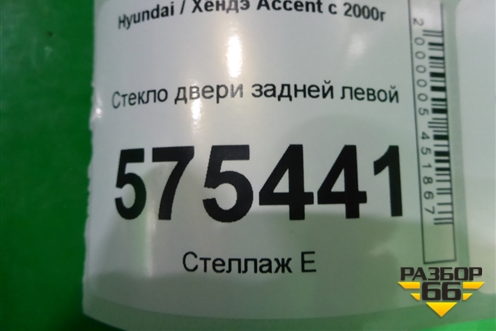 Hyundai / Хендэ Accent с 2000г
Стекло двери задней левой
575441
Стеллаж Е
2000005451867
РАЗБОР
66